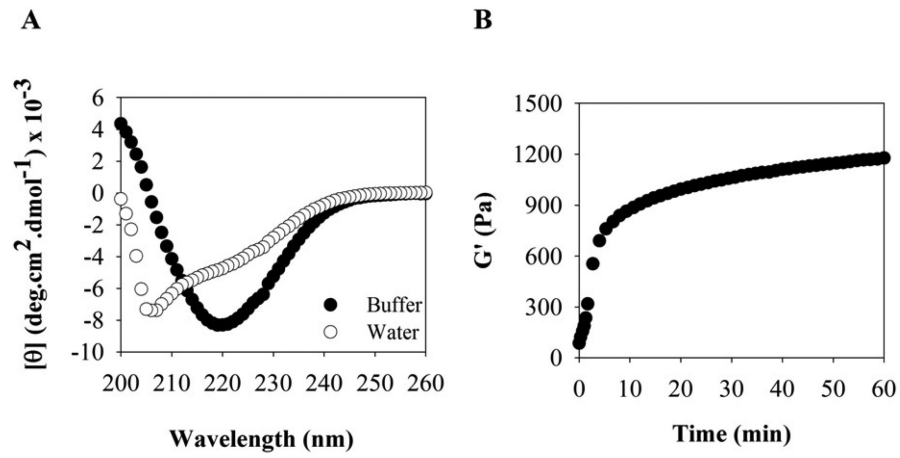 A
[θ] (deg.cm².dmol⁻¹) x 10⁻³
6
4
2
0
-2
-4
-6
-8
-10
Buffer
Water
200 210 220 230 240 250 260
Wavelength (nm)
B
G' (Pa)
1500
1200
900
600
300
0
0 10 20 30 40 50 60
Time (min)